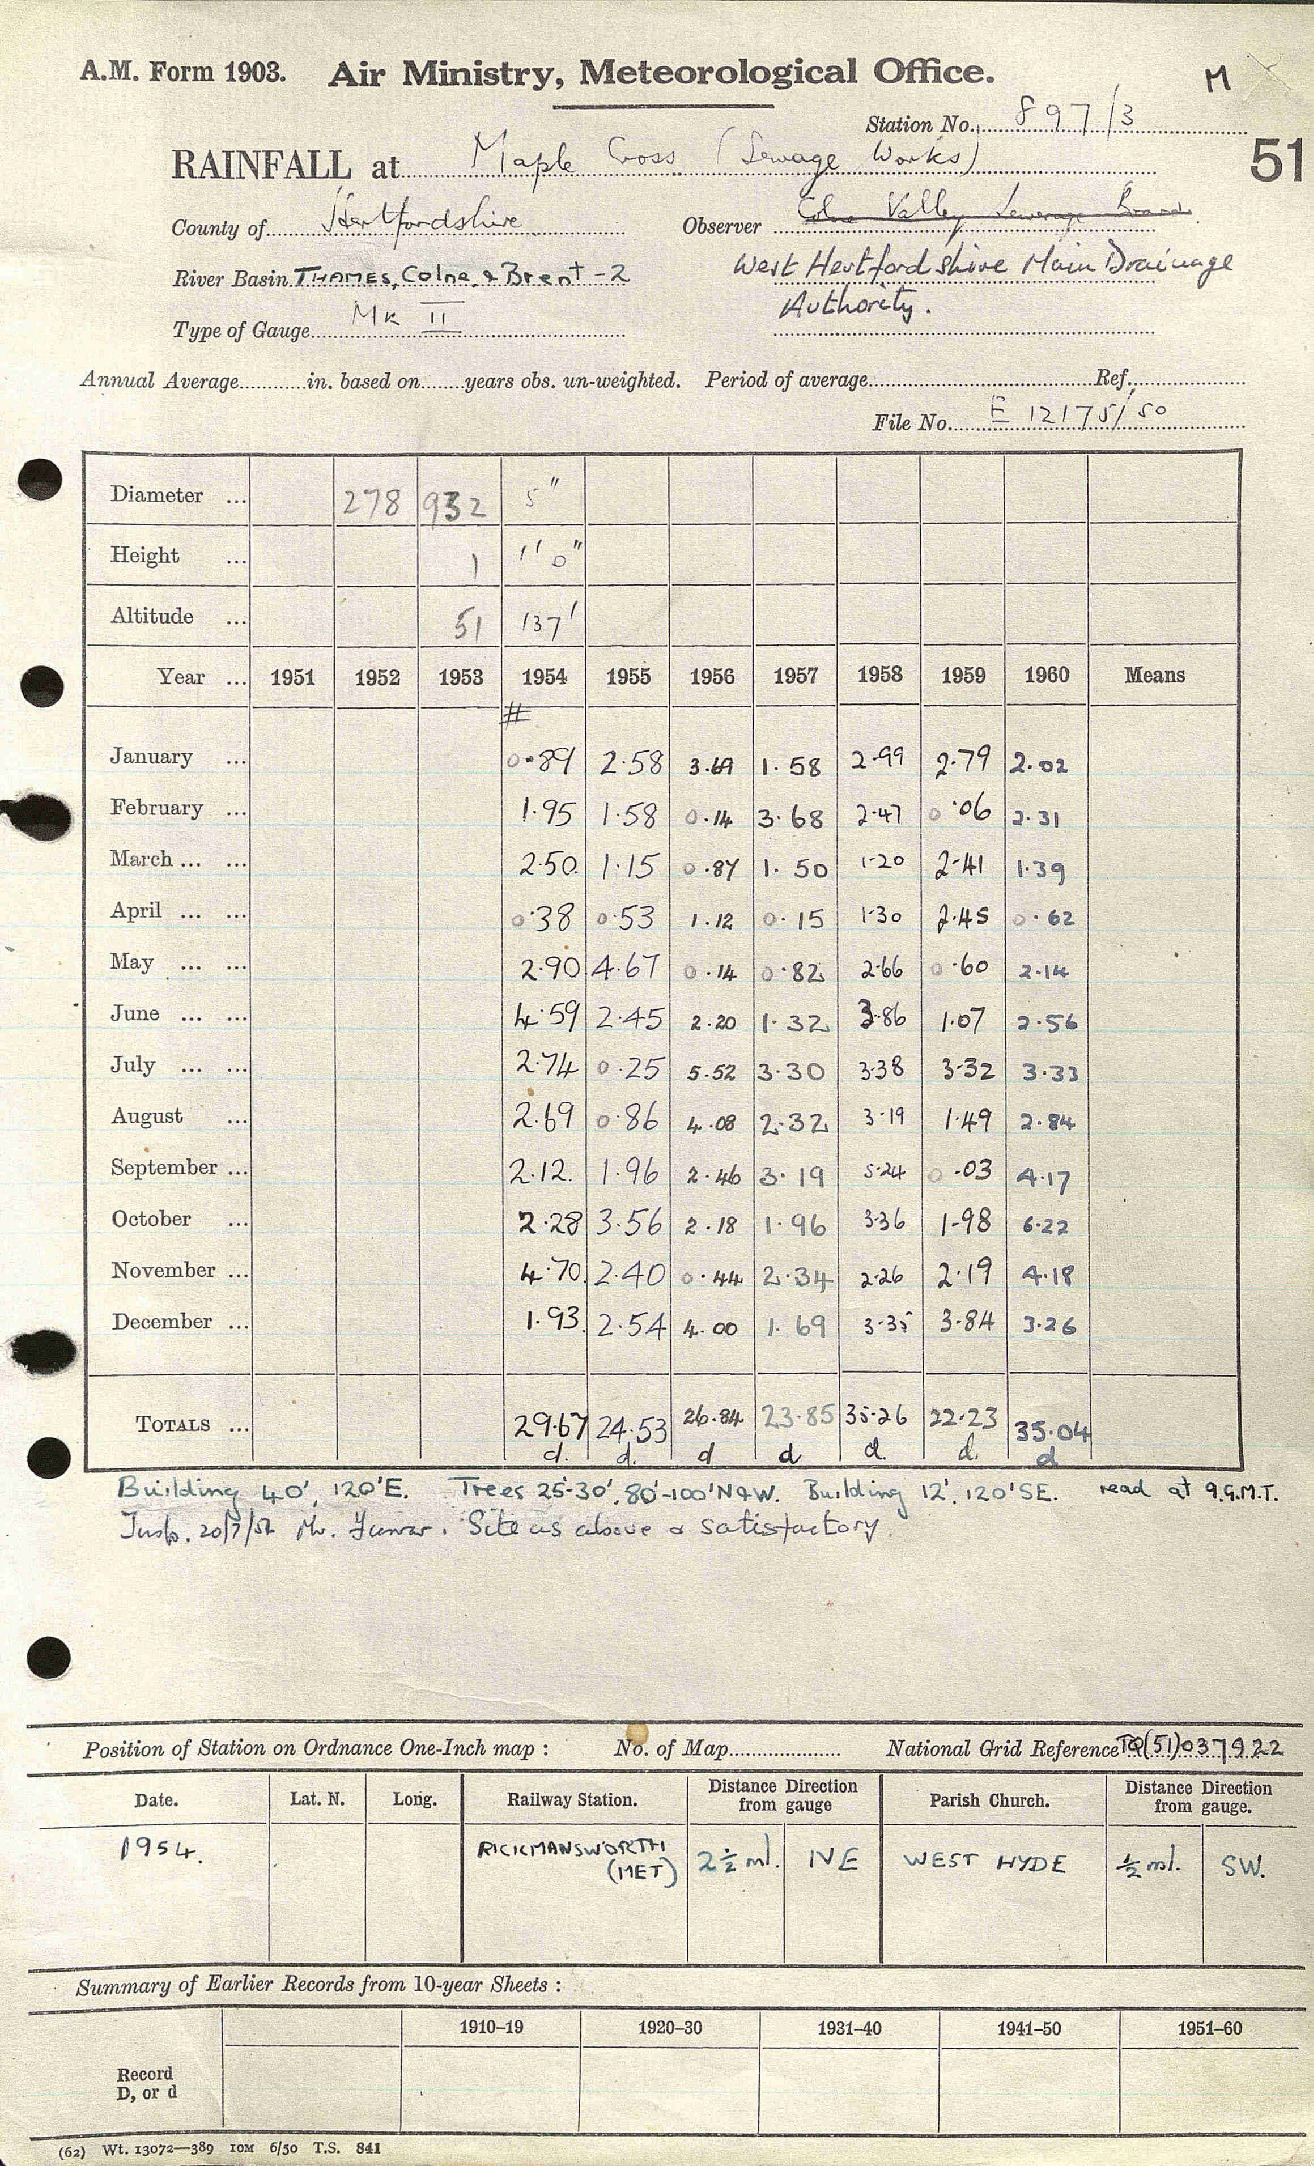 A.M. Form 1903. Air Ministry, Meteorological Office. M
Station No. 897/3
RAINFALL at Maple Cross (Sewage Works) 51
County of Hertfordshire Observer Colne Valley Sewerage Board
River Basin THAMES, Colne, & Brent - 2 West Hertfordshire Main Drainage
Authority.
Type of Gauge Mk II
Annual Average in. based on years obs. un-weighted. Period of average Ref.
File No. E 12175/50
Diameter ... 278 932 5"
Height ... 1 1' 0"
Altitude ... 51 137'
Year ... 1951 1952 1953 1954 1955 1956 1957 1958 1959 1960 Means
#
January ... 0.89 2.58 3.69 1.58 2.99 2.79 2.02
February ... 1.95 1.58 0.14 3.68 2.47 0.06 2.31
March ... ... 2.50 1.15 0.87 1.50 1.20 2.41 1.39
April ... ... 0.38 0.53 1.12 0.15 1.30 2.45 0.62
May ... ... 2.90 4.67 0.14 0.82 2.66 0.60 2.14
June ... ... 4.59 2.45 2.20 1.32 3.86 1.07 2.56
July ... ... 2.74 0.25 5.52 3.30 3.38 3.32 3.33
August ... 2.69 0.86 4.08 2.32 3.19 1.49 2.84
September ... 2.12 1.96 2.46 3.19 5.24 0.03 4.17
October ... 2.28 3.56 2.18 1.96 3.36 1.98 6.22
November ... 4.70 2.40 0.44 2.34 2.26 2.19 4.18
December ... 1.93 2.54 4.00 1.69 3.35 3.84 3.26
TOTALS ... 29.67 24.53 26.84 23.85 35.26 22.23 35.04
d. d. d d d. d. d
Building 40', 120'E. Trees 25'-30', 80'-100' N & W. Building 12', 120' SE. read at 9.G.M.T.
Insp. 20/7/54 Mr. Site as above & satisfactory
Position of Station on Ordnance One-Inch map : No. of Map National Grid Reference TQ(51)037922
Date. Lat. N. Long. Railway Station. Distance Direction from gauge Parish Church. Distance Direction from gauge.
1954. RICKMANSWORTH (MET) 2½ ml. NE WEST HYDE ½ ml. SW.
Summary of Earlier Records from 10-year Sheets :
1910–19 1920–30 1931–40 1941–50 1951–60
Record
D, or d
(62) Wt. 13072—389 10M 6/50 T.S. 841